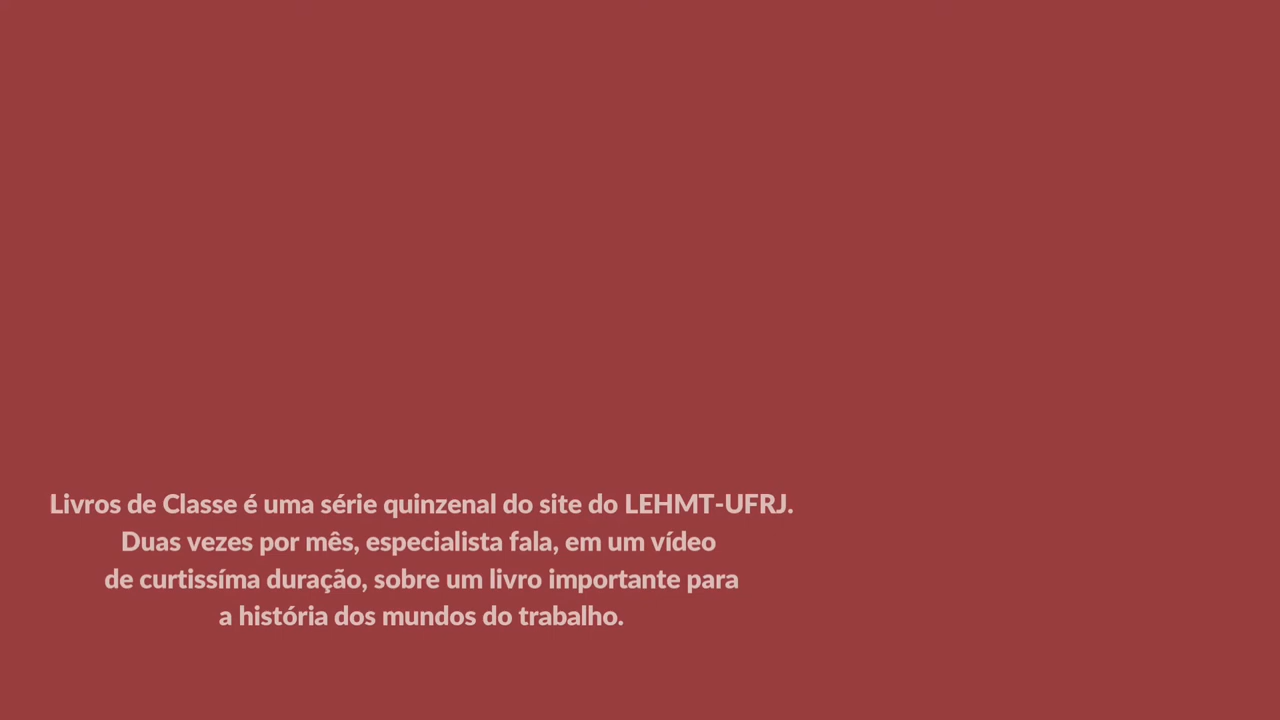 Livros de Classe é uma série quinzenal do site do LEHMT-UFRJ.
Duas vezes por mês, especialista fala, em um vídeo
de curtissíma duração, sobre um livro importante para
a história dos mundos do trabalho.